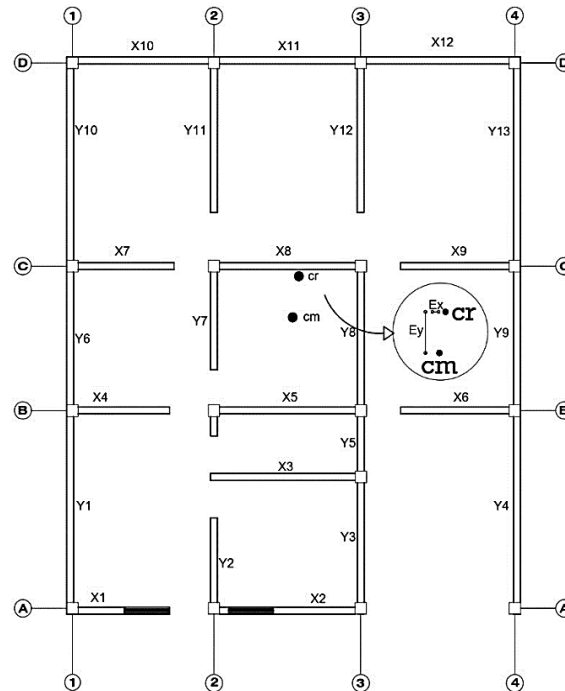 1 2 3 4
X10 X11 X12
D D
Y10 Y11 Y12 Y13
X7 X8 X9
C C
cr
Ex cr
Y7 cm Y8 Ey Y9
Y6
cm
X4 X5 X6
B B
Y5
X3
Y1 Y4
Y3
Y2
X1 X2
A A
1 2 3 4